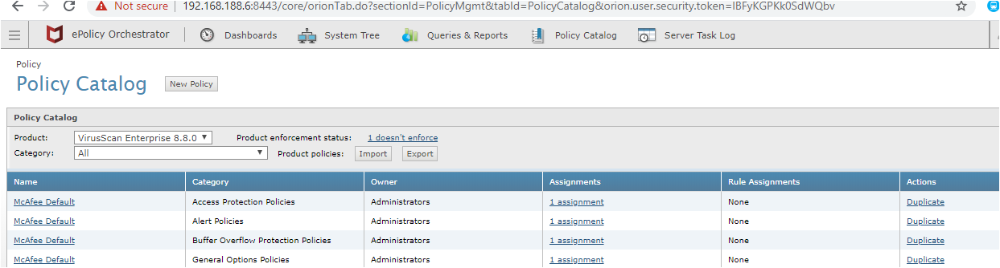 Not secure | 192.168.188.6:8443/core/orionTab.do?sectionId=PolicyMgmt&tabId=PolicyCatalog&orion.user.security.token=IBFyKGPKk0SdWQbv
ePolicy Orchestrator Dashboards System Tree Queries & Reports Policy Catalog Server Task Log
Policy
Policy Catalog New Policy
Policy Catalog
Product: VirusScan Enterprise 8.8.0 Product enforcement status: 1 doesn't enforce
Category: All Product policies: Import Export
Name Category Owner Assignments Rule Assignments Actions
McAfee Default Access Protection Policies Administrators 1 assignment None Duplicate
McAfee Default Alert Policies Administrators 1 assignment None Duplicate
McAfee Default Buffer Overflow Protection Policies Administrators 1 assignment None Duplicate
McAfee Default General Options Policies Administrators 1 assignment None Duplicate